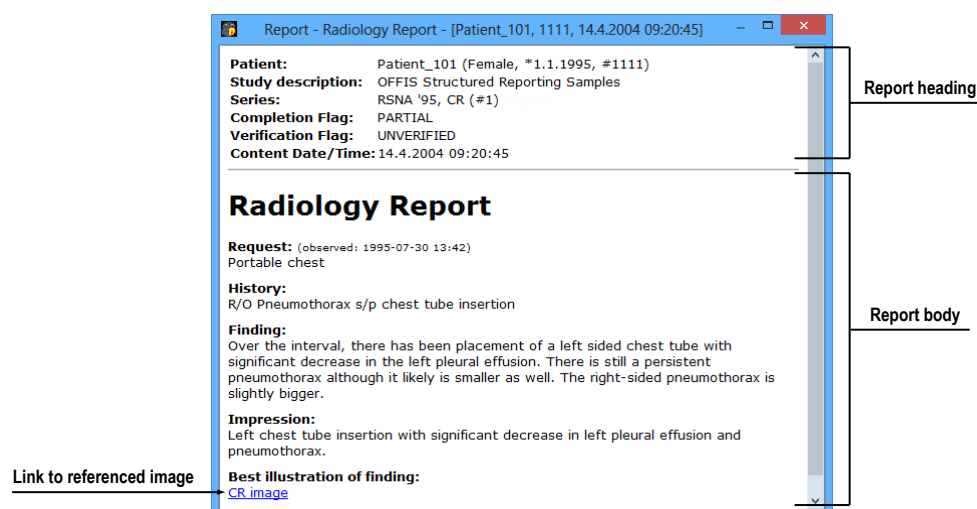 Report - Radiology Report - [Patient_101, 1111, 14.4.2004 09:20:45]
Patient: Patient_101 (Female, *1.1.1995, #1111)
Study description: OFFIS Structured Reporting Samples
Series: RSNA '95, CR (#1)
Completion Flag: PARTIAL
Verification Flag: UNVERIFIED
Content Date/Time: 14.4.2004 09:20:45
Report heading
Radiology Report
Request: (observed: 1995-07-30 13:42)
Portable chest
History:
R/O Pneumothorax s/p chest tube insertion
Report body
Finding:
Over the interval, there has been placement of a left sided chest tube with
significant decrease in the left pleural effusion. There is still a persistent
pneumothorax although it likely is smaller as well. The right-sided pneumothorax is
slightly bigger.
Impression:
Left chest tube insertion with significant decrease in left pleural effusion and
pneumothorax.
Link to referenced image
Best illustration of finding:
CR image